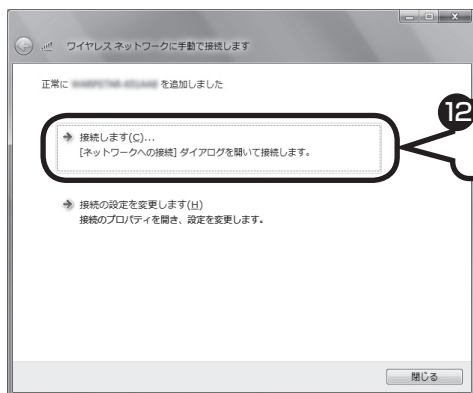 ワイヤレス ネットワークに手動で接続します
正常に を追加しました
12
接続します(C)...
[ネットワークへの接続] ダイアログを開いて接続します。
接続の設定を変更します(H)
接続のプロパティを開き、設定を変更します。
閉じる